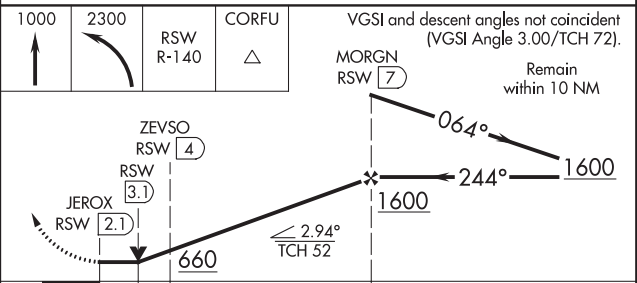 1000
2300
RSW
R-140
CORFU
VGSI and descent angles not coincident
(VGSI Angle 3.00/TCH 72).
MORGN
RSW 7
Remain
within 10 NM
064°
1600
244°
1600
ZEVSO
RSW 4
RSW
3.1
JEROX
RSW 2.1
660
2.94°
TCH 52